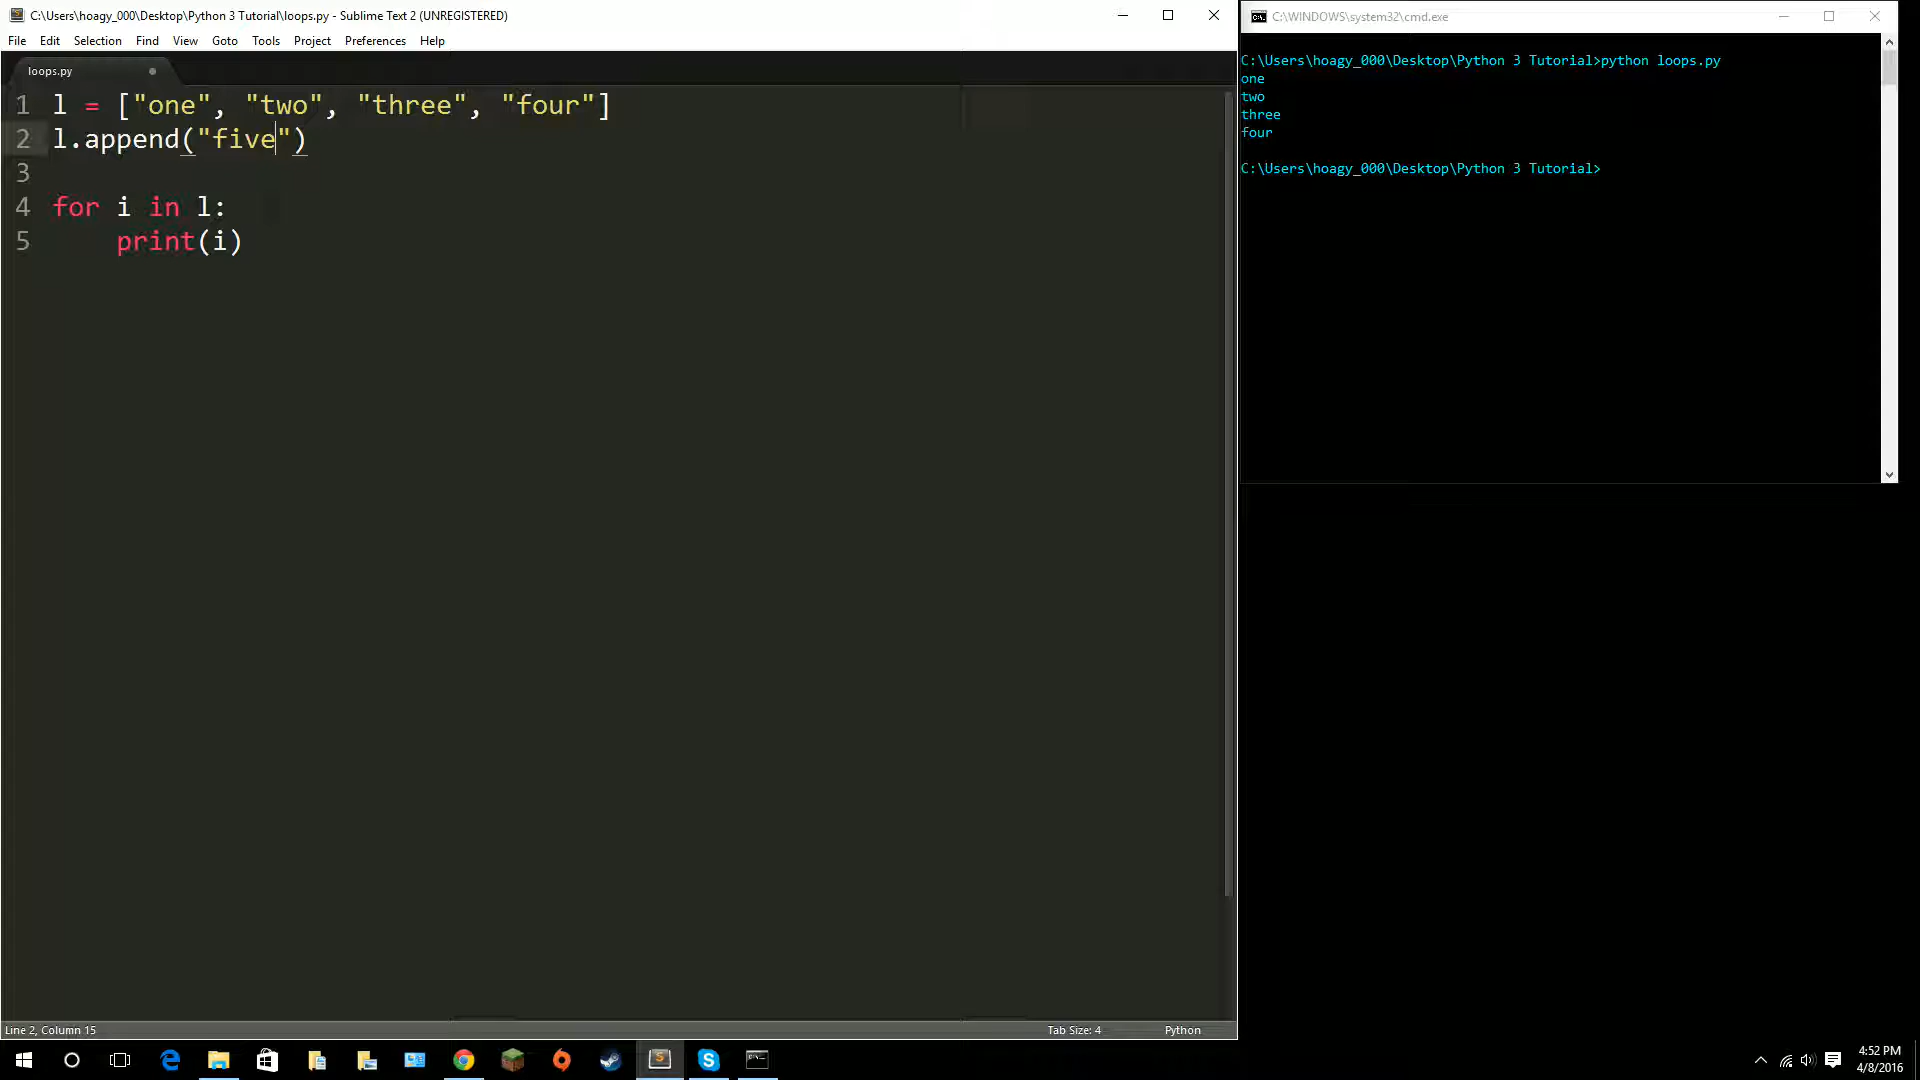 C:\Users\hoagy_000\Desktop\Python 3 Tutorial\loops.py - Sublime Text 2 (UNREGISTERED)
File Edit Selection Find View Goto Tools Project Preferences Help
loops.py
1 l = ["one", "two", "three", "four"]
2 l.append("five")
3
4 for i in l:
5     print(i)
Line 2, Column 15
Tab Size: 4
Python
C:\WINDOWS\system32\cmd.exe
C:\Users\hoagy_000\Desktop\Python 3 Tutorial>python loops.py
one
two
three
four
C:\Users\hoagy_000\Desktop\Python 3 Tutorial>
4:52 PM
4/8/2016